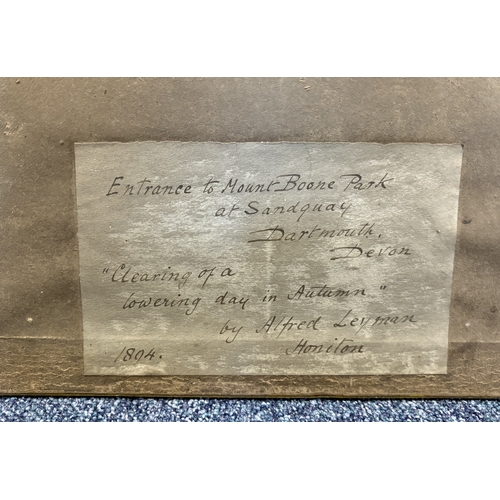 Entrance to Mount Boone Park
at Sandquay
Dartmouth.
Devon
"Clearing of a
lowering day in Autumn"
by Alfred Leyman
Honiton
1894.